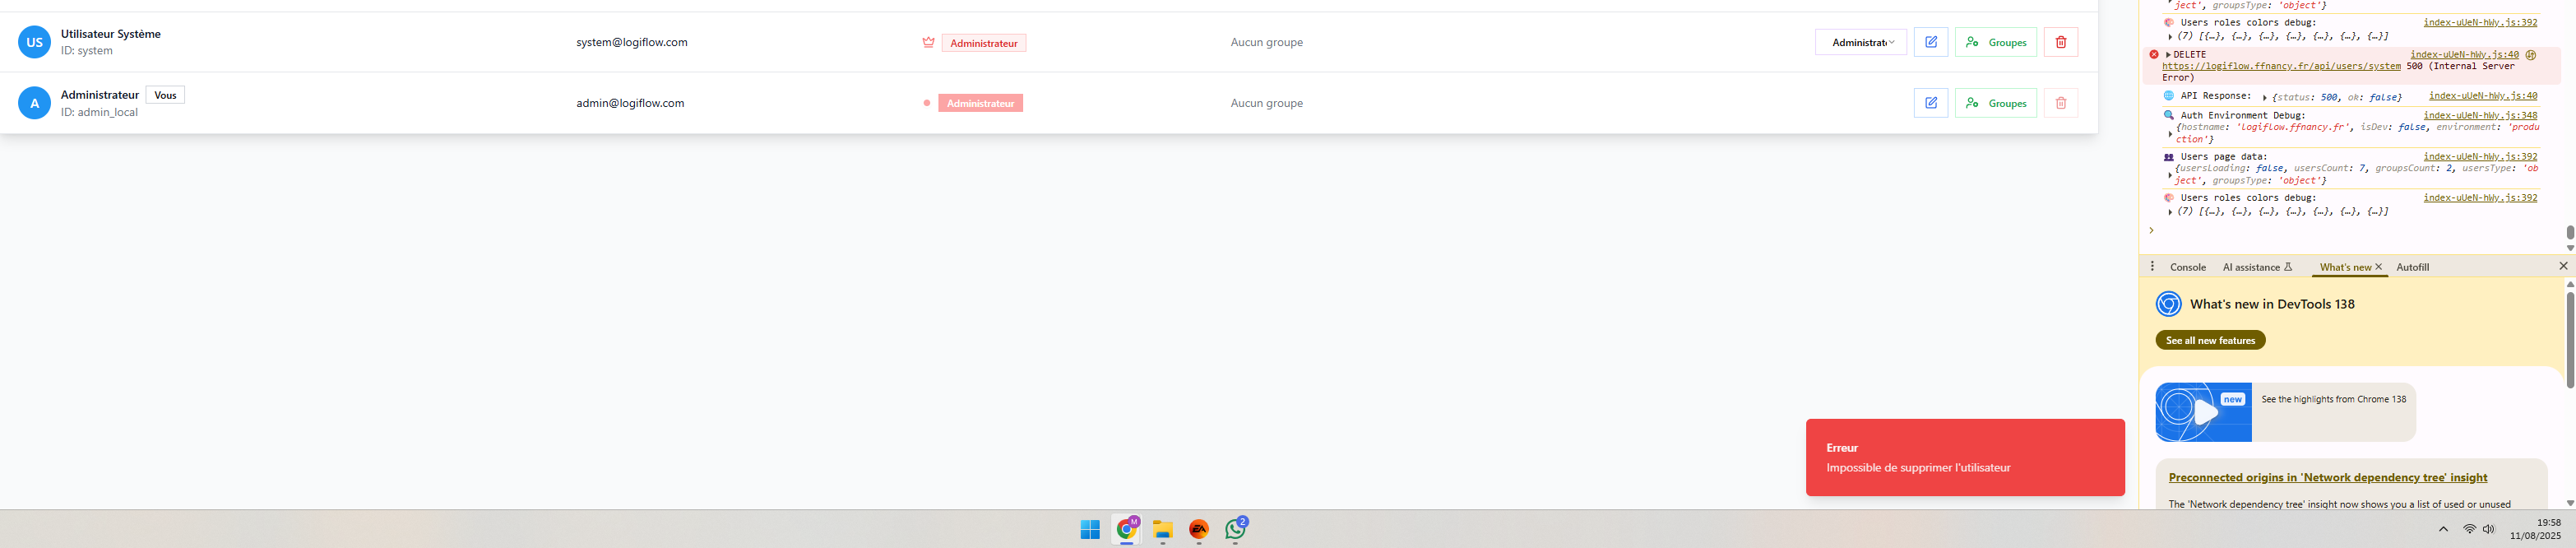 US
Utilisateur Système
ID: system
system@logiflow.com
Administrateur
Aucun groupe
Administrate
Groupes
A
Administrateur
Vous
ID: admin_local
admin@logiflow.com
Administrateur
Aucun groupe
Groupes
Erreur
Impossible de supprimer l'utilisateur
ject', groupsType: 'object'}
Users roles colors debug: index-uUeN-hWy.js:392
(7) [{…}, {…}, {…}, {…}, {…}, {…}, {…}]
DELETE index-uUeN-hWy.js:40
https://logiflow.ffnancy.fr/api/users/system 500 (Internal Server
Error)
API Response: {status: 500, ok: false} index-uUeN-hWy.js:40
Auth Environment Debug: index-uUeN-hWy.js:348
{hostname: 'logiflow.ffnancy.fr', isDev: false, environment: 'produ
ction'}
Users page data: index-uUeN-hWy.js:392
{usersLoading: false, usersCount: 7, groupsCount: 2, usersType: 'ob
ject', groupsType: 'object'}
Users roles colors debug: index-uUeN-hWy.js:392
(7) [{…}, {…}, {…}, {…}, {…}, {…}, {…}]
Console AI assistance What's new Autofill
What's new in DevTools 138
See all new features
new
See the highlights from Chrome 138
Preconnected origins in 'Network dependency tree' insight
The 'Network dependency tree' insight now shows you a list of used or unused
M
EA
2
19:58
11/08/2025